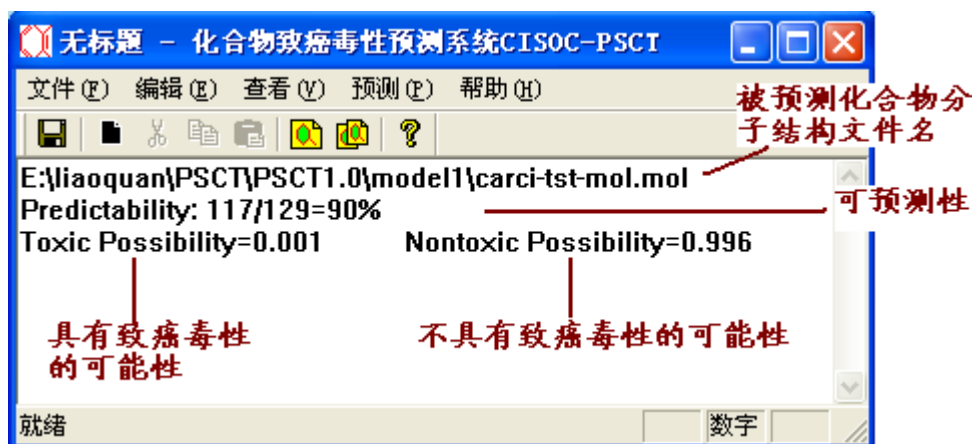 无标题 - 化合物致癌毒性预测系统CISOC-PSCT
文件(F) 编辑(E) 查看(V) 预测(P) 帮助(H)
被预测化合物分
子结构文件名
E:\liaoquan\PSCT\PSCT1.0\model1\carci-tst-mol.mol
Predictability: 117/129=90%
可预测性
Toxic Possibility=0.001 Nontoxic Possibility=0.996
具有致癌毒性
的可能性
不具有致癌毒性的可能性
就绪
数字